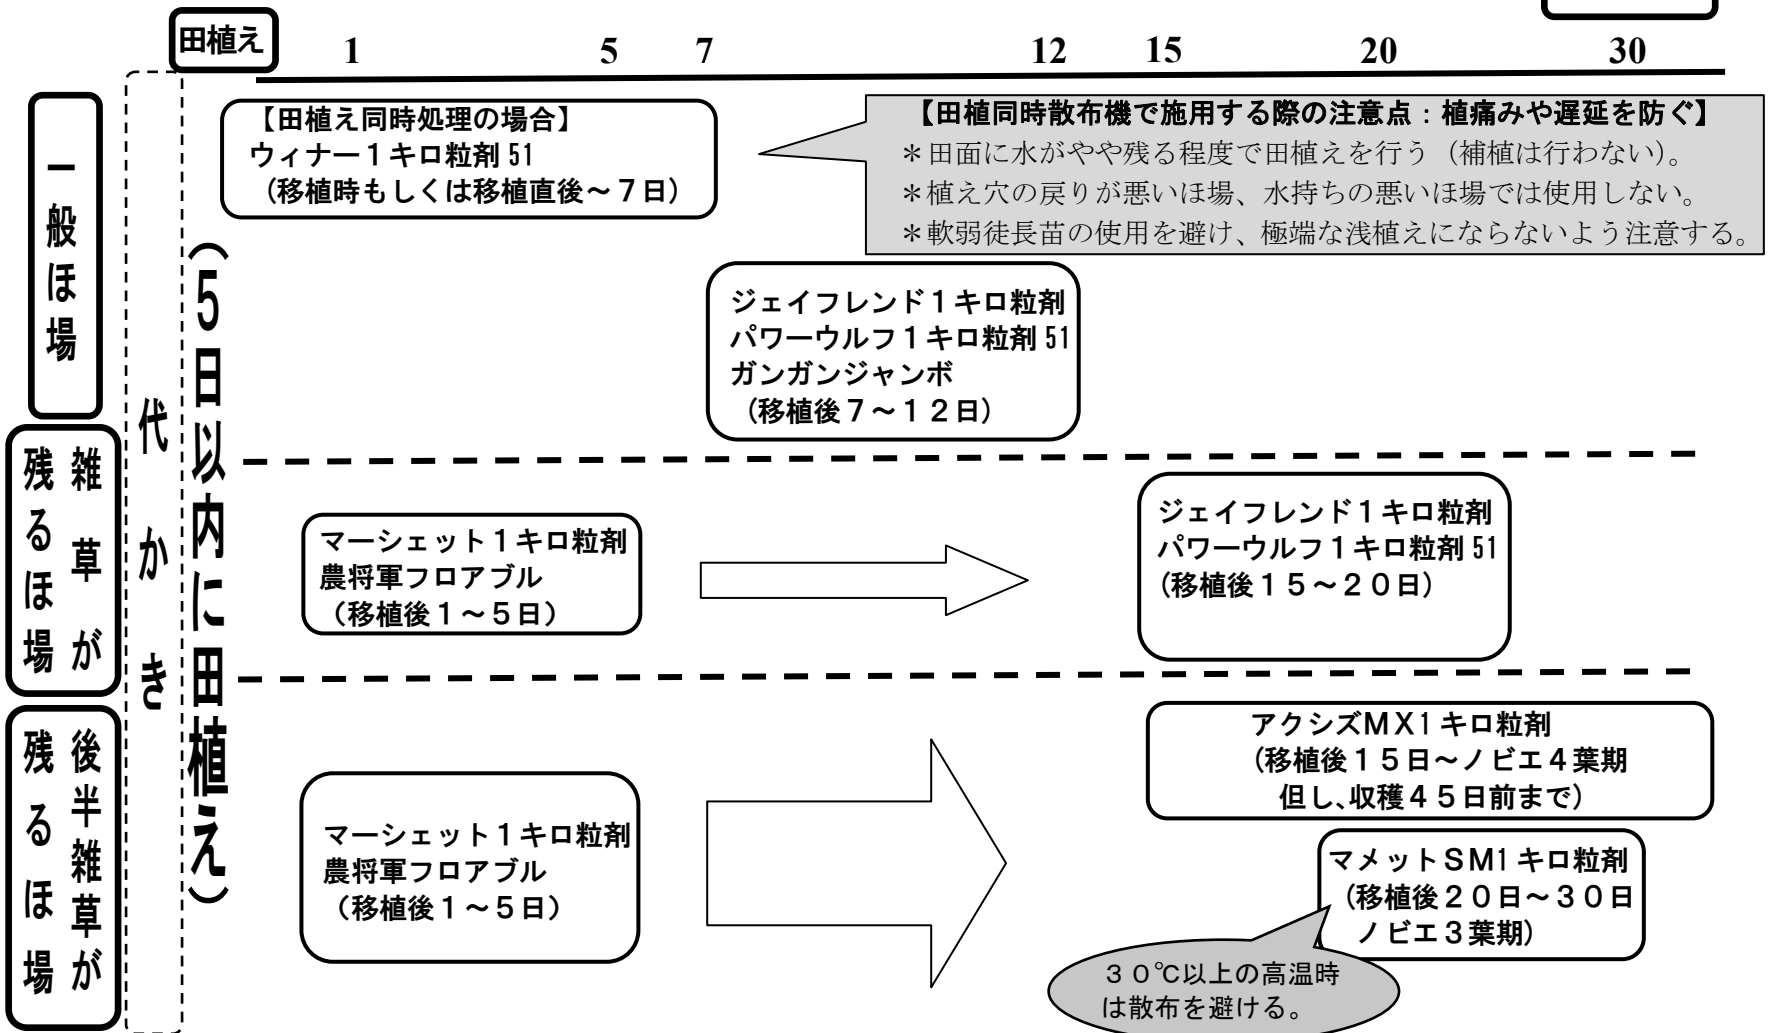 田植え
1 5 7 12 15 20 30
一般ほ場
【田植え同時処理の場合】
ウィナー１キロ粒剤 51
（移植時もしくは移植直後～７日）
【田植同時散布機で施用する際の注意点：植痛みや遅延を防ぐ】
＊田面に水がやや残る程度で田植えを行う（補植は行わない）。
＊植え穴の戻りが悪いほ場、水持ちの悪いほ場では使用しない。
＊軟弱徒長苗の使用を避け、極端な浅植えにならないよう注意する。
代かき
（５日以内に田植え）
ジェイフレンド１キロ粒剤
パワーウルフ１キロ粒剤 51
ガンガンジャンボ
（移植後７～１２日）
雑草が
残るほ場
マーシェット１キロ粒剤
農将軍フロアブル
（移植後１～５日）
ジェイフレンド１キロ粒剤
パワーウルフ１キロ粒剤 51
（移植後１５～２０日）
後半雑草が
残るほ場
マーシェット１キロ粒剤
農将軍フロアブル
（移植後１～５日）
アクシズＭＸ1 キロ粒剤
（移植後１５日～ノビエ４葉期
但し、収穫４５日前まで）
マメットＳＭ1 キロ粒剤
（移植後２０日～３０日
ノビエ３葉期）
３０℃以上の高温時
は散布を避ける。